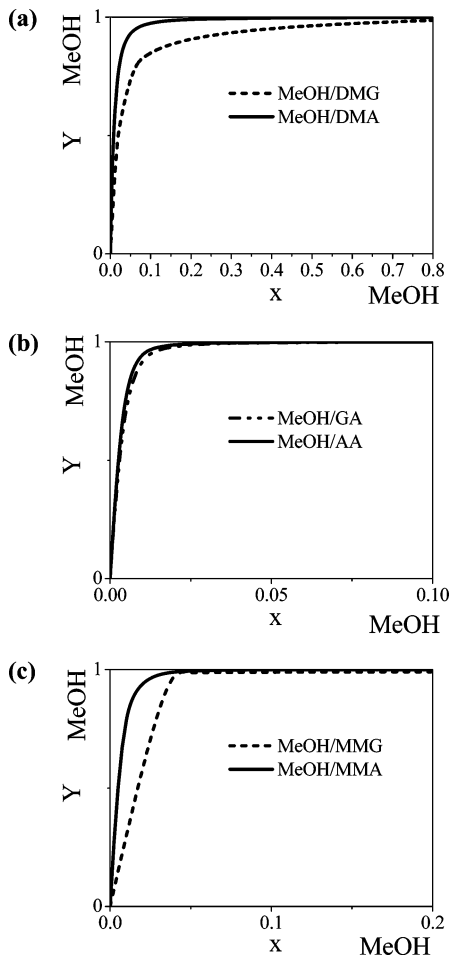 (a)
1
MeOH
Y
0
MeOH/DMG
MeOH/DMA
0.0 0.1 0.2 0.3 0.4 0.5 0.6 0.7 0.8
x MeOH
(b)
1
MeOH
Y
0
MeOH/GA
MeOH/AA
0.00 0.05 0.10
x MeOH
(c)
1
MeOH
Y
0
MeOH/MMG
MeOH/MMA
0.0 0.1 0.2
x MeOH